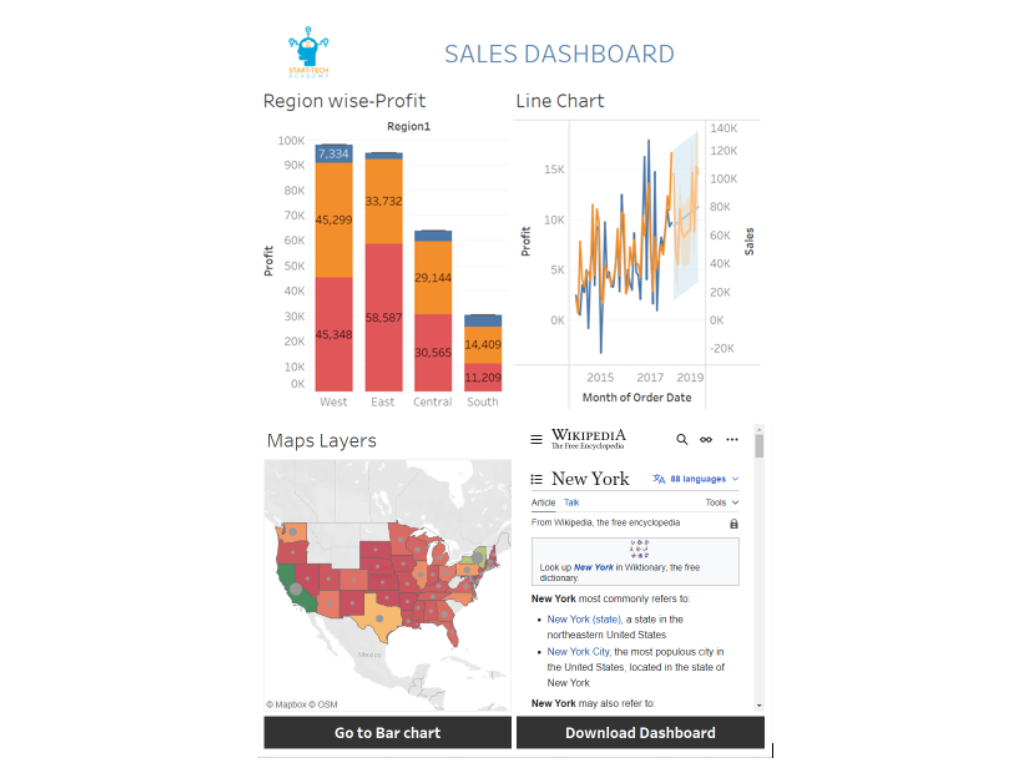 START-TECH
ACADEMY
SALES DASHBOARD
Region wise-Profit
Region1
Profit
100K
90K
80K
70K
60K
50K
40K
30K
20K
10K
0K
7,334
45,299
45,348
33,732
58,587
29,144
30,565
14,409
11,209
West East Central South
Line Chart
Profit
15K
10K
5K
0K
140K
120K
100K
80K
60K
40K
20K
0K
-20K
Sales
2015 2017 2019
Month of Order Date
Maps Layers
Mexico
© Mapbox © OSM
WIKIPEDIA
The Free Encyclopedia
New York
88 languages
Article Talk Tools
From Wikipedia, the free encyclopedia
Look up New York in Wiktionary, the free
dictionary.
New York most commonly refers to:
• New York (state), a state in the
northeastern United States
• New York City, the most populous city in
the United States, located in the state of
New York
New York may also refer to:
Go to Bar chart
Download Dashboard